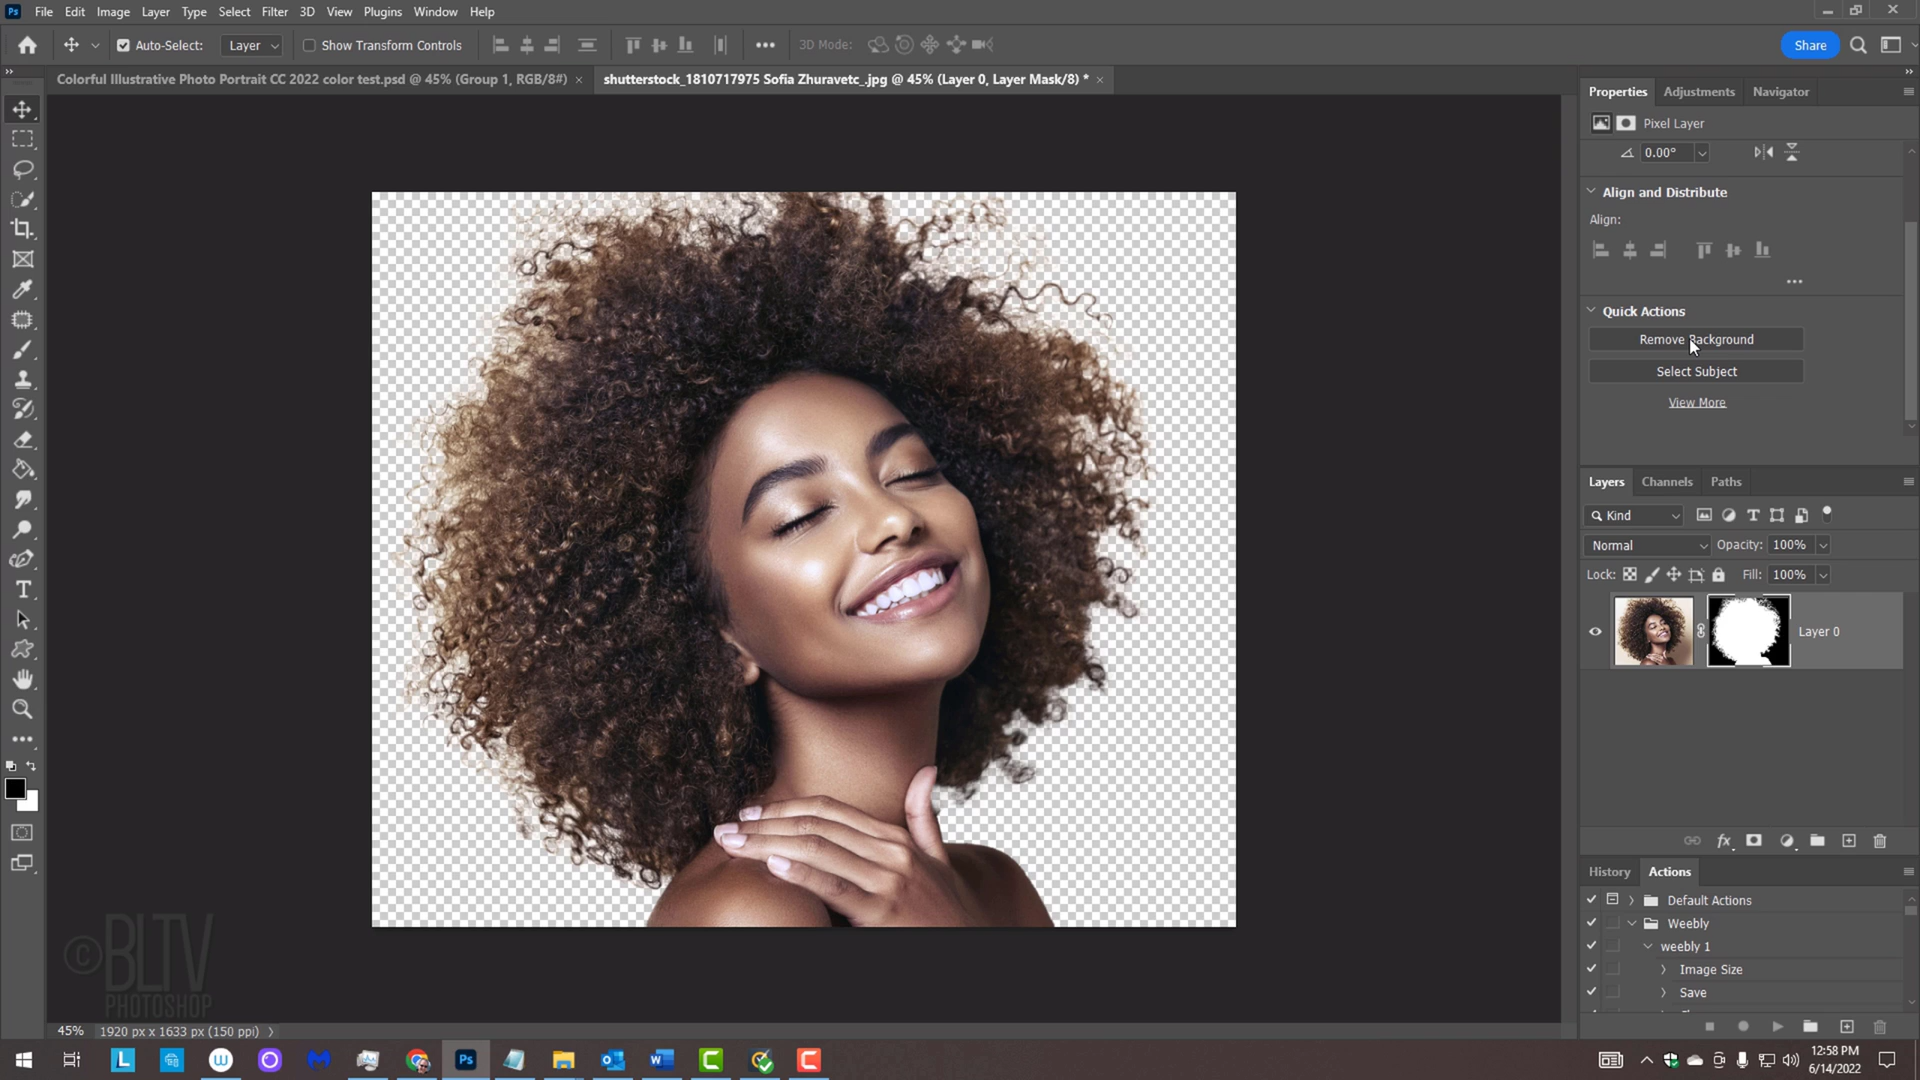 Ps File Edit Image Layer Type Select Filter 3D View Plugins Window Help
Auto-Select: Layer Show Transform Controls 3D Mode: Share
Colorful Illustrative Photo Portrait CC 2022 color test.psd @ 45% (Group 1, RGB/8#) × shutterstock_1810717975 Sofia Zhuravetc_.jpg @ 45% (Layer 0, Layer Mask/8) * ×
Properties Adjustments Navigator
Pixel Layer
0.00°
Align and Distribute
Align:
Quick Actions
Remove Background
Select Subject
View More
Layers Channels Paths
Kind
Normal Opacity: 100%
Lock: Fill: 100%
Layer 0
fx
History Actions
Default Actions
Weebly
weebly 1
Image Size
Save
©BLTV
PHOTOSHOP
45% 1920 px x 1633 px (150 ppi)
12:58 PM
6/14/2022